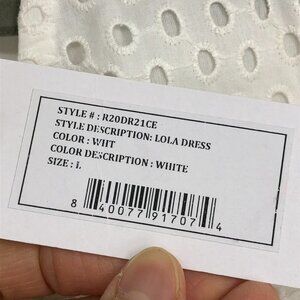 STYLE # : R20DR21CE
STYLE DESCRIPTION: LOLA DRESS
COLOR : WHT
COLOR DESCRIPTION : WHITE
SIZE : L
8 40077 91707 4